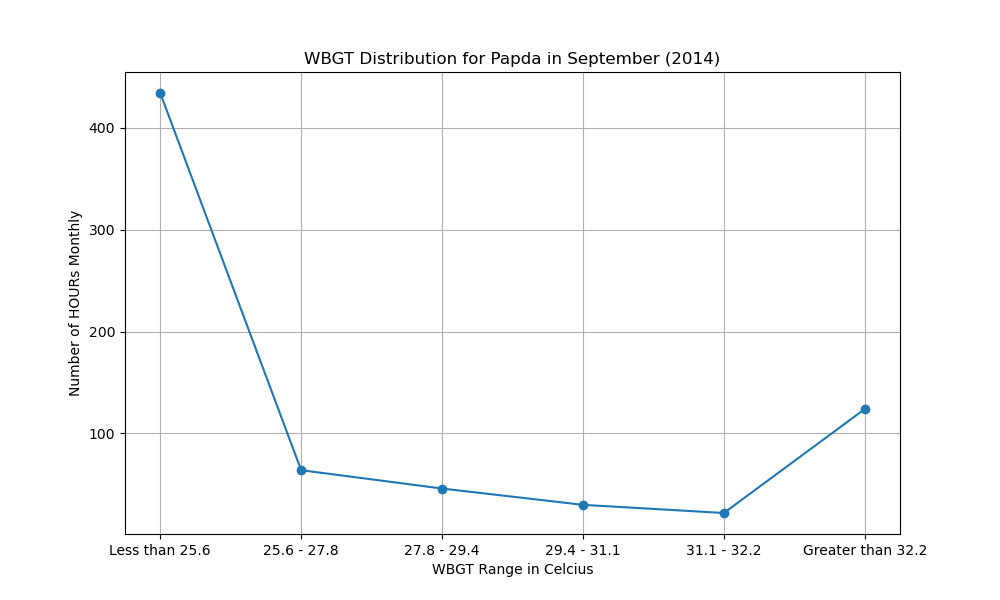 WBGT Distribution for Papda in September (2014)
Number of HOURs Monthly
400
300
200
100
Less than 25.6
25.6 - 27.8
27.8 - 29.4
29.4 - 31.1
31.1 - 32.2
Greater than 32.2
WBGT Range in Celcius